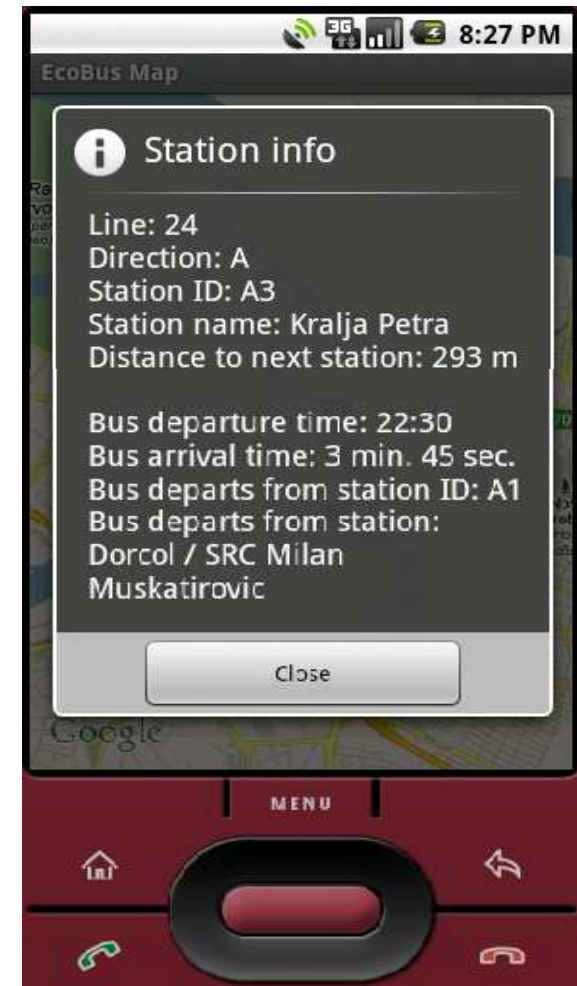 3G
8:27 PM
EcoBus Map
Station info
Line: 24
Direction: A
Station ID: A3
Station name: Kralja Petra
Distance to next station: 293 m
Bus departure time: 22:30
Bus arrival time: 3 min. 45 sec.
Bus departs from station ID: A1
Bus departs from station:
Dorcol / SRC Milan
Muskatirovic
Close
Google
MENU